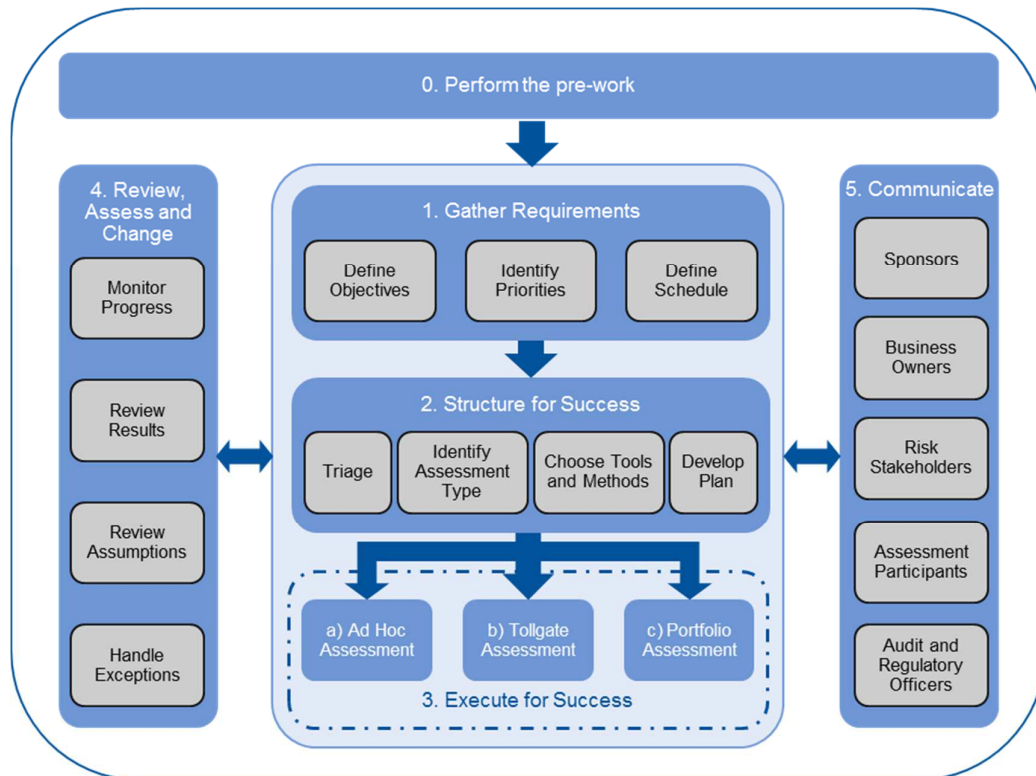 0. Perform the pre-work
4. Review,
Assess and
Change
Monitor
Progress
Review
Results
Review
Assumptions
Handle
Exceptions
1. Gather Requirements
Define
Objectives
Identify
Priorities
Define
Schedule
2. Structure for Success
Triage
Identify
Assessment
Type
Choose Tools
and Methods
Develop
Plan
a) Ad Hoc
Assessment
b) Tollgate
Assessment
c) Portfolio
Assessment
3. Execute for Success
5. Communicate
Sponsors
Business
Owners
Risk
Stakeholders
Assessment
Participants
Audit and
Regulatory
Officers